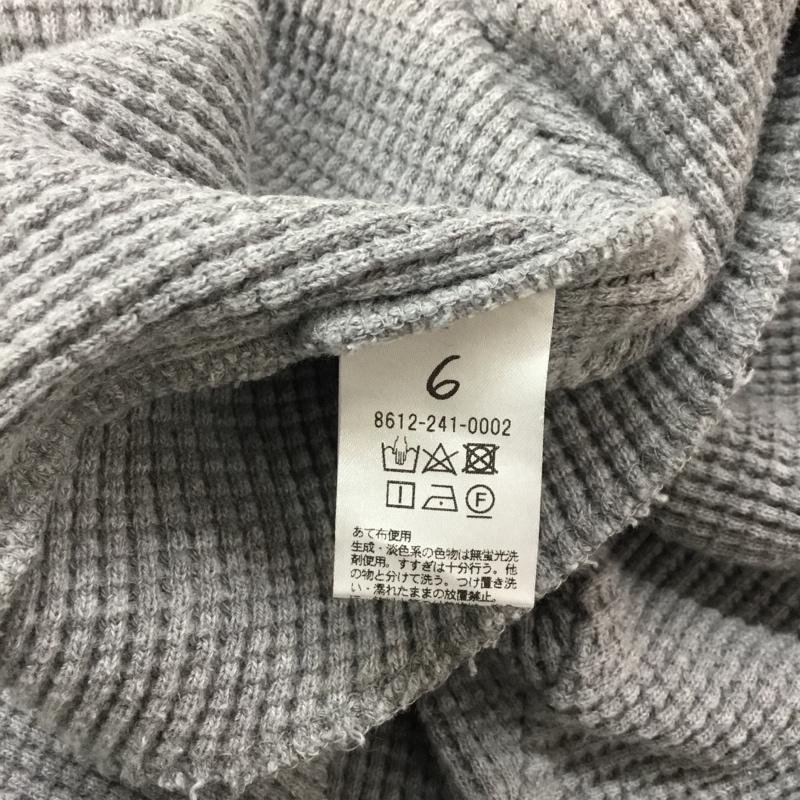 6
8612-241-0002
F
あて布使用
生成・淡色系の色物は無蛍光洗
剤使用。すすぎは十分行う。他
の物と分けて洗う。つけ置き洗
い・濡れたままの放置禁止。